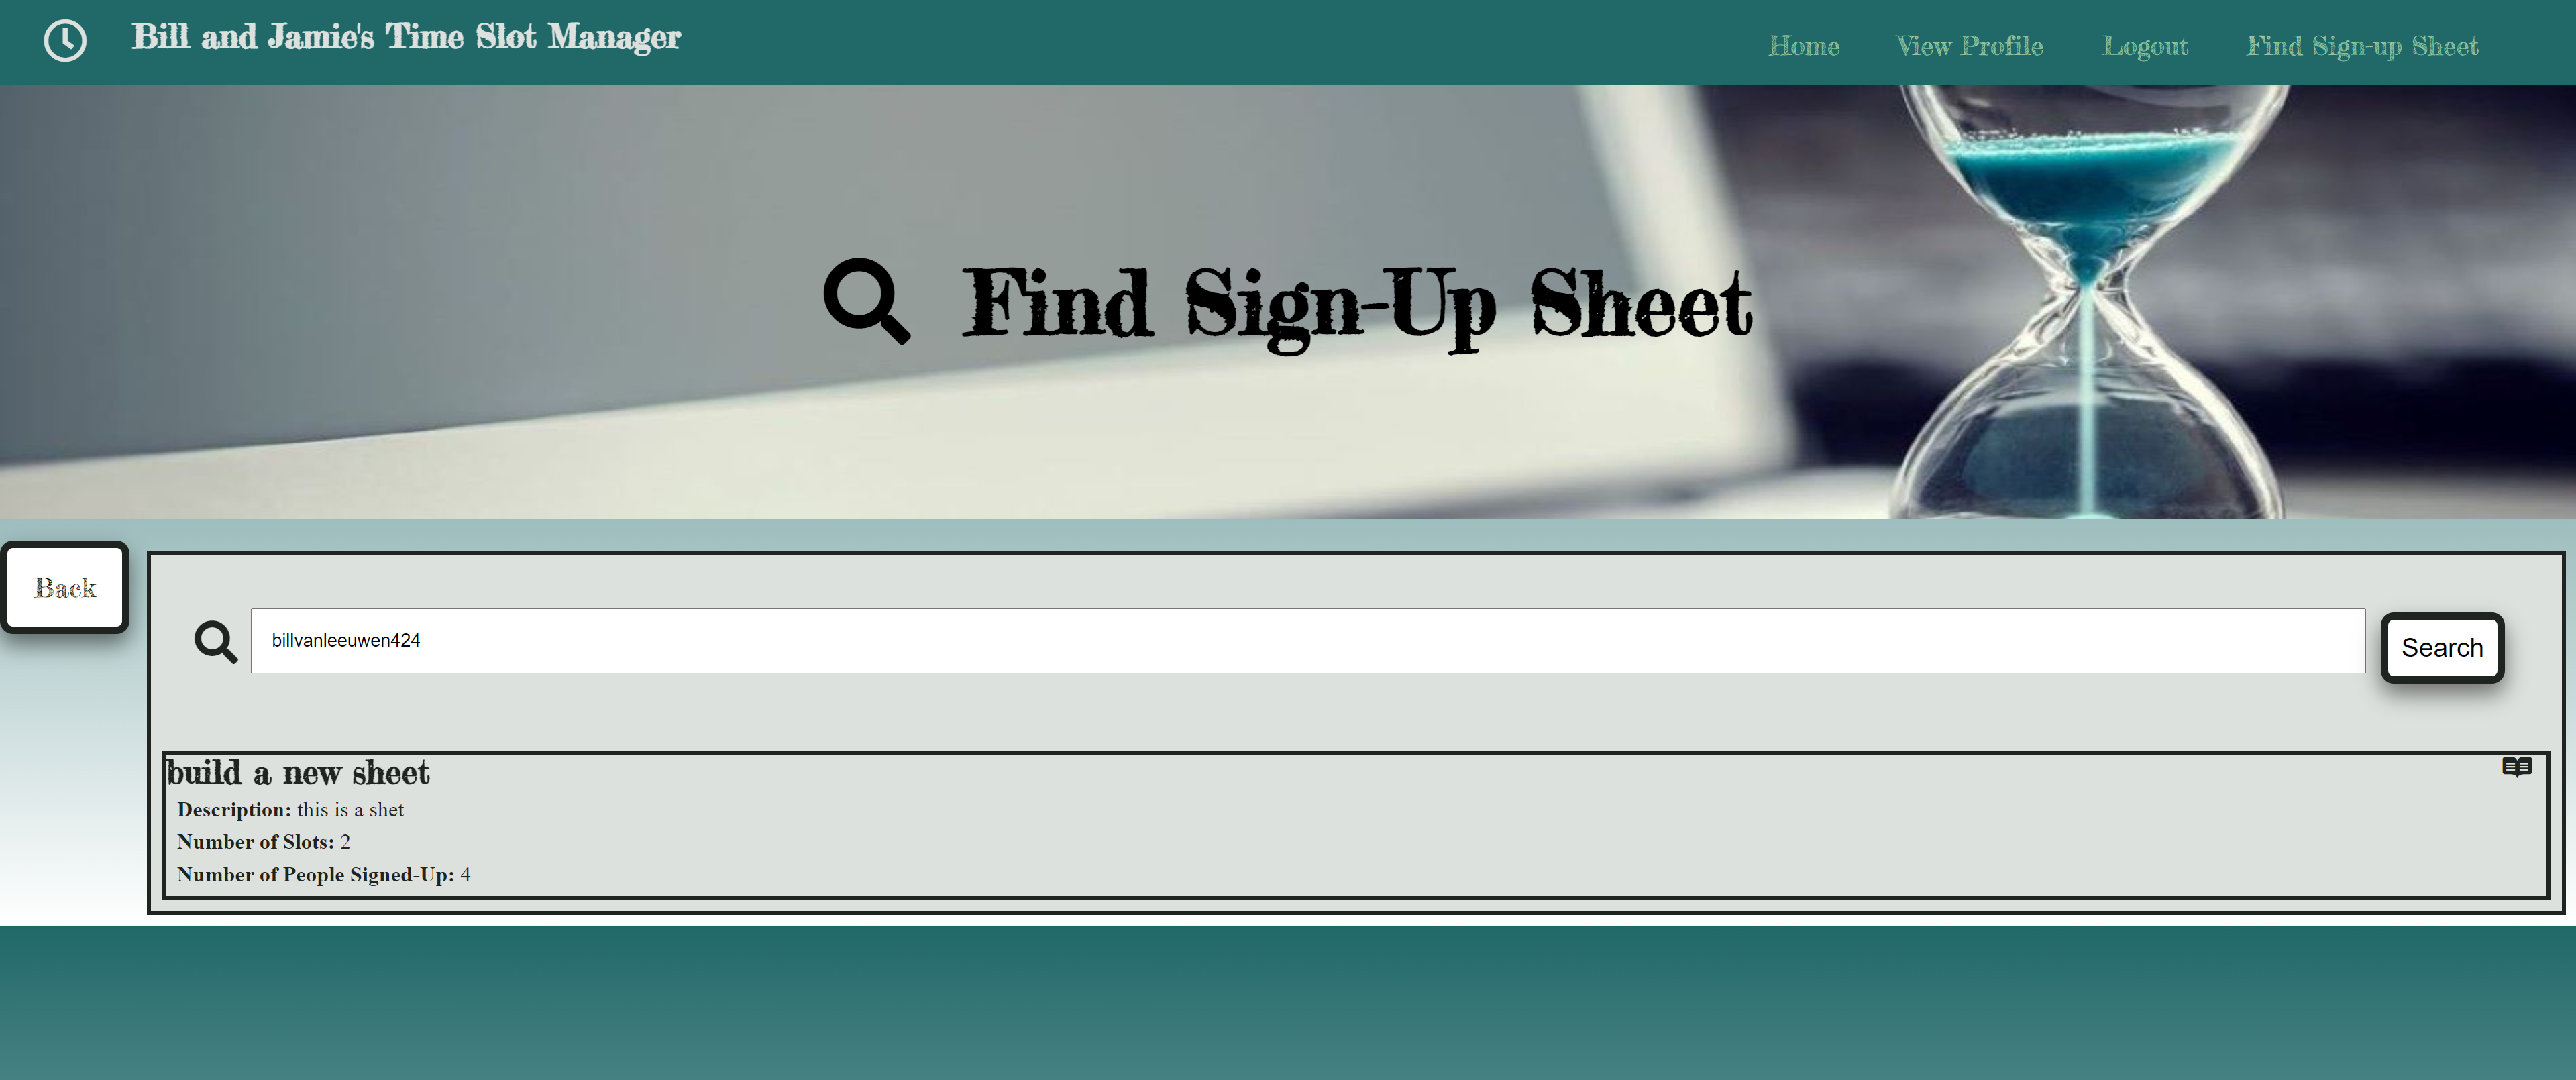 Bill and Jamie's Time Slot Manager
Home View Profile Logout Find Sign-up Sheet
Find Sign-Up Sheet
Back
billvanleeuwen424
Search
build a new sheet
Description: this is a shet
Number of Slots: 2
Number of People Signed-Up: 4